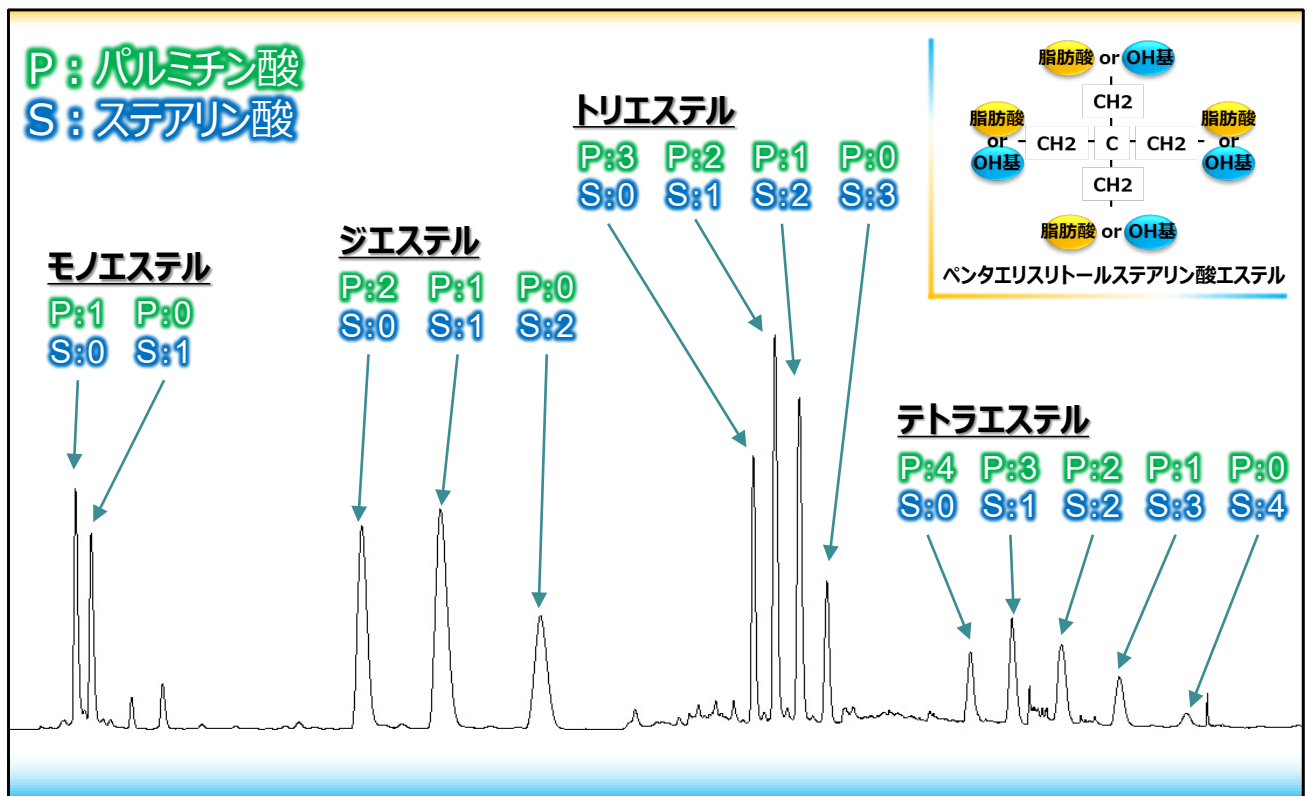 P：パルミチン酸
S：ステアリン酸
モノエステル
P:1 P:0
S:0 S:1
ジエステル
P:2 P:1 P:0
S:0 S:1 S:2
トリエステル
P:3 P:2 P:1 P:0
S:0 S:1 S:2 S:3
テトラエステル
P:4 P:3 P:2 P:1 P:0
S:0 S:1 S:2 S:3 S:4
脂肪酸 or OH基
CH2
脂肪酸 or OH基 CH2 C CH2 脂肪酸 or OH基
CH2
脂肪酸 or OH基
ペンタエリスリトールステアリン酸エステル